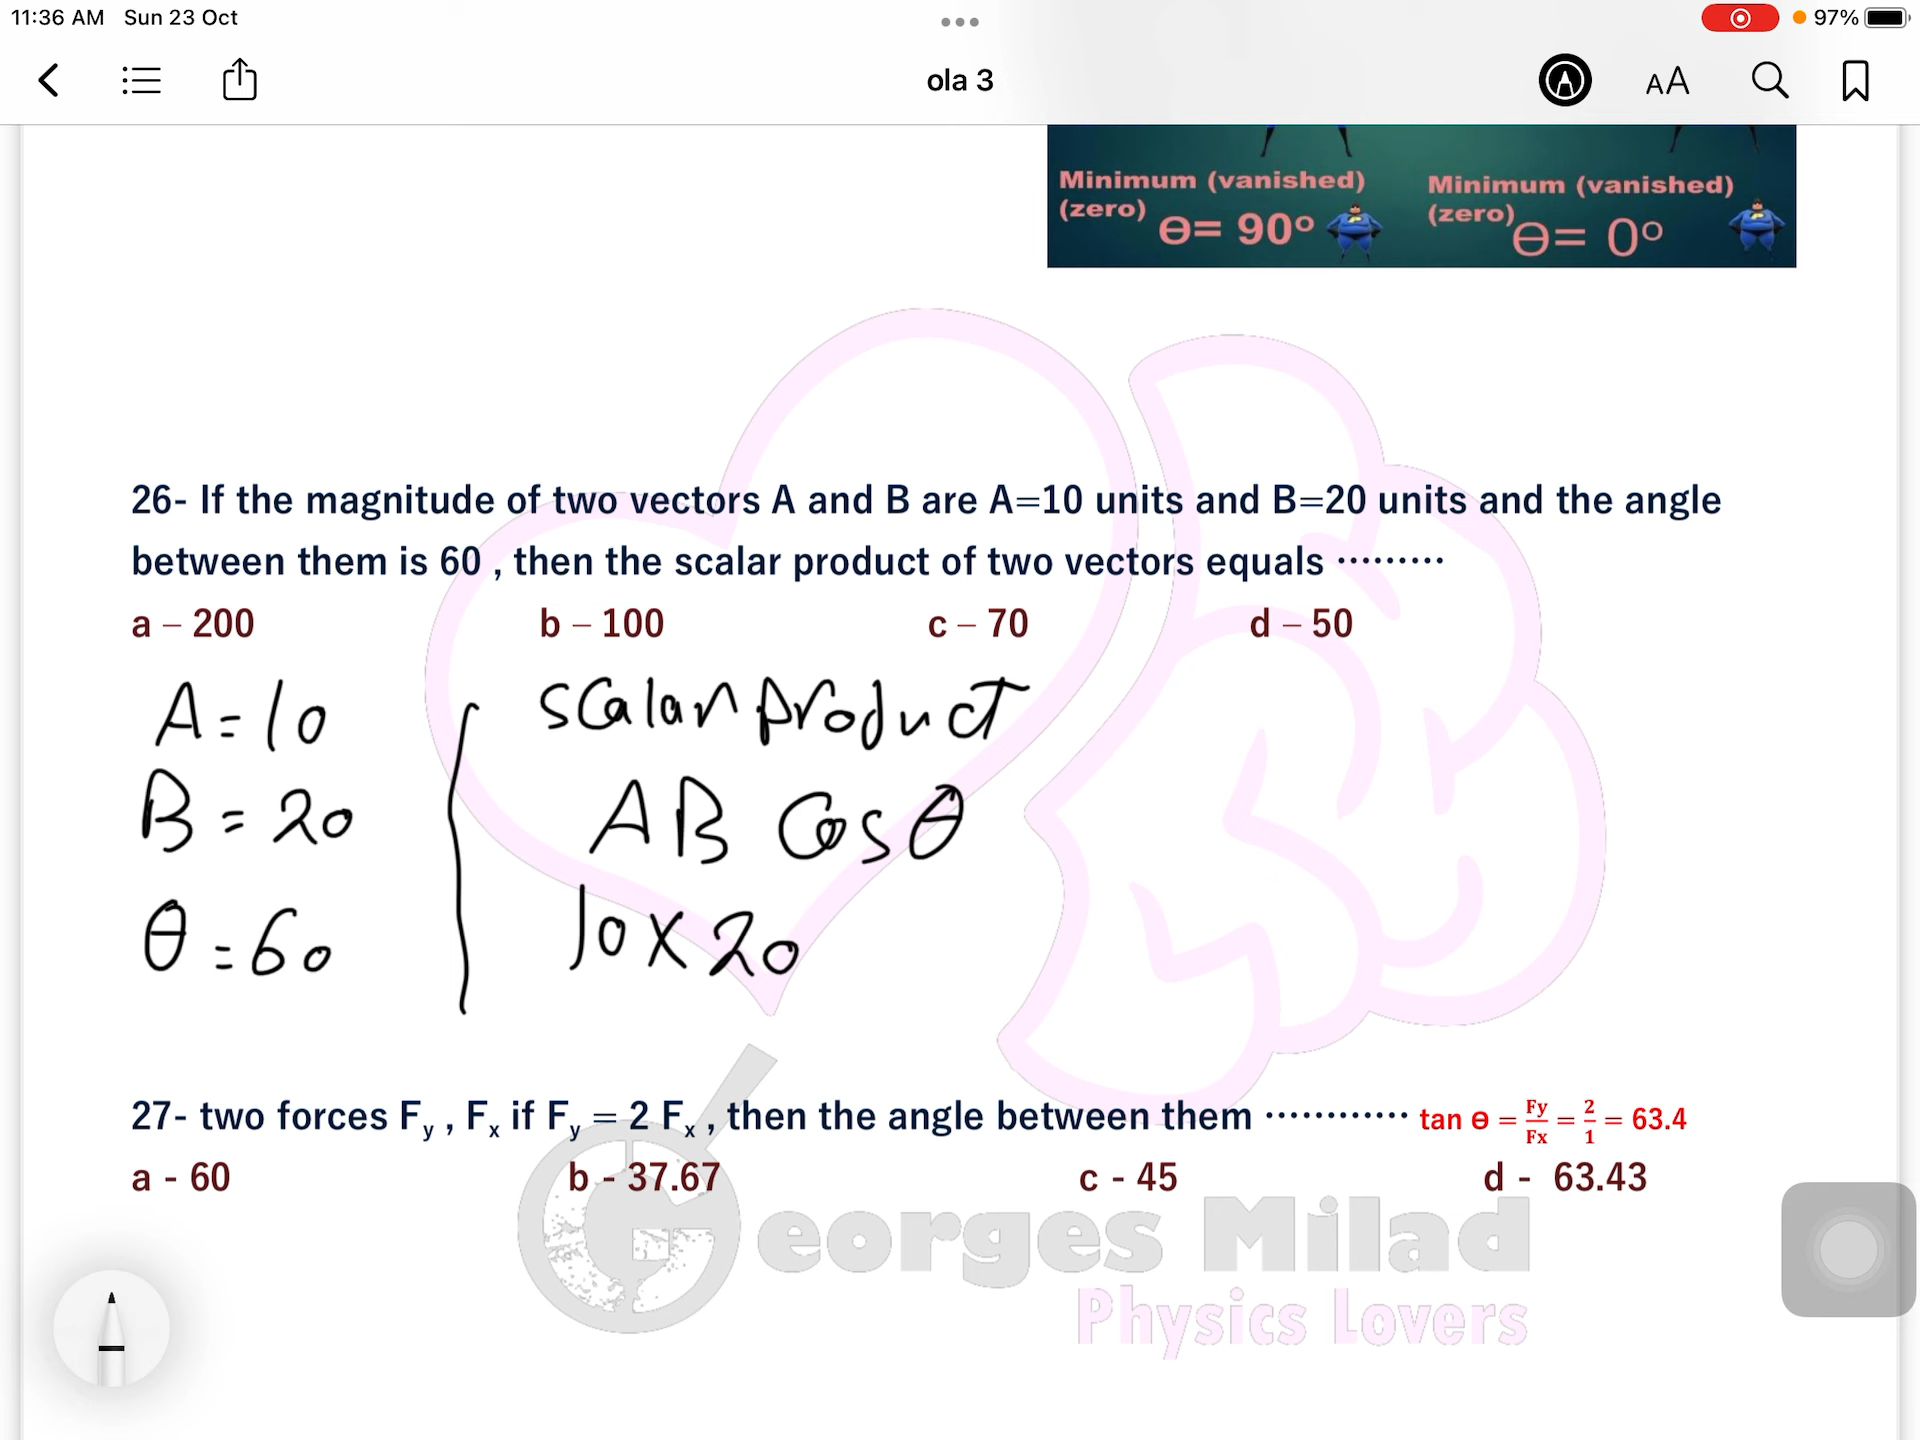 11:36 AM Sun 23 Oct
97%
ola 3
AA
Minimum (vanished)
(zero) Ө= 90º
Minimum (vanished)
(zero) Ө= 0º
26- If the magnitude of two vectors A and B are A=10 units and B=20 units and the angle
between them is 60 , then the scalar product of two vectors equals ·········
a – 200 b – 100 c – 70 d – 50
A=10
B=20
θ=60
scalar product
AB Cosθ
10×20
27- two forces Fy , Fx if Fy = 2 Fx , then the angle between them ············ tan Ө = Fy/Fx = 2/1 = 63.4
a - 60 b - 37.67 c - 45 d - 63.43
Georges Milad
Physics Lovers